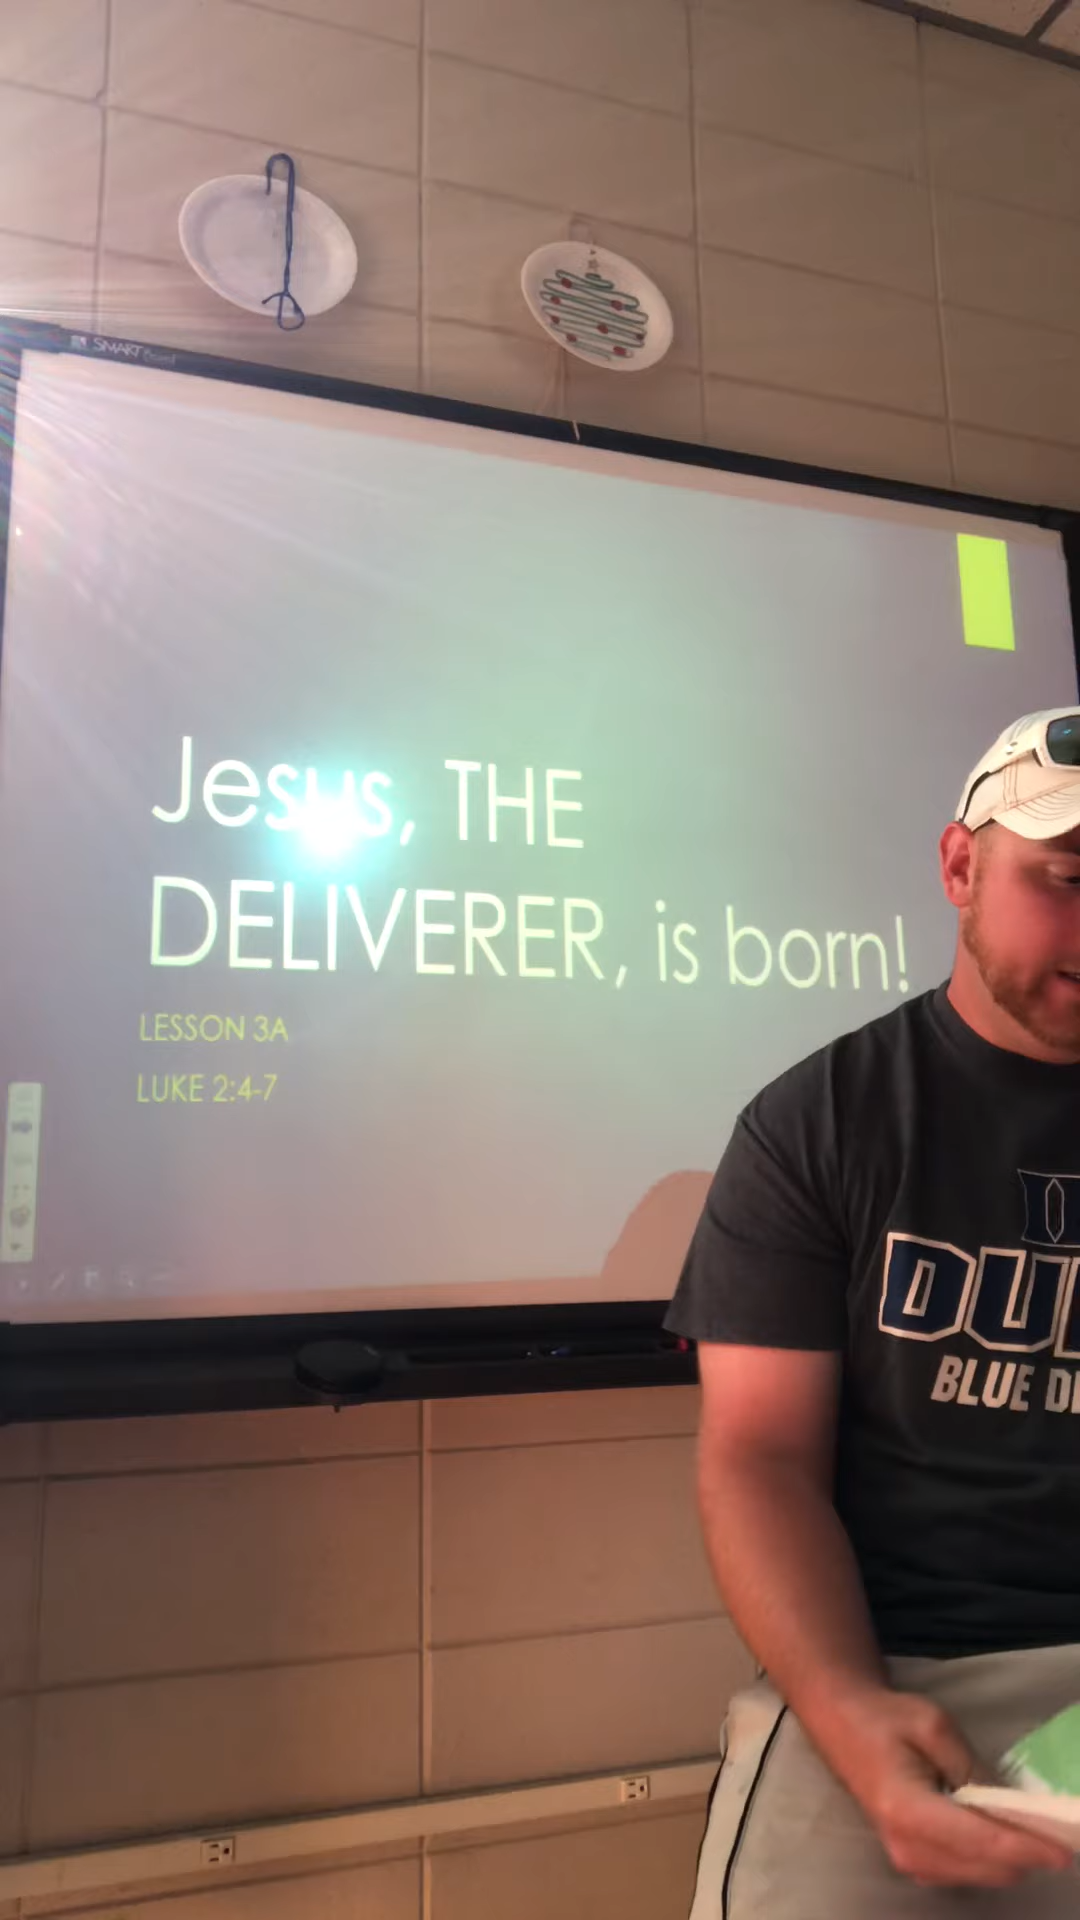 SMART Board
Jesus, THE
DELIVERER, is born!
LESSON 3A
LUKE 2:4-7
BLUE